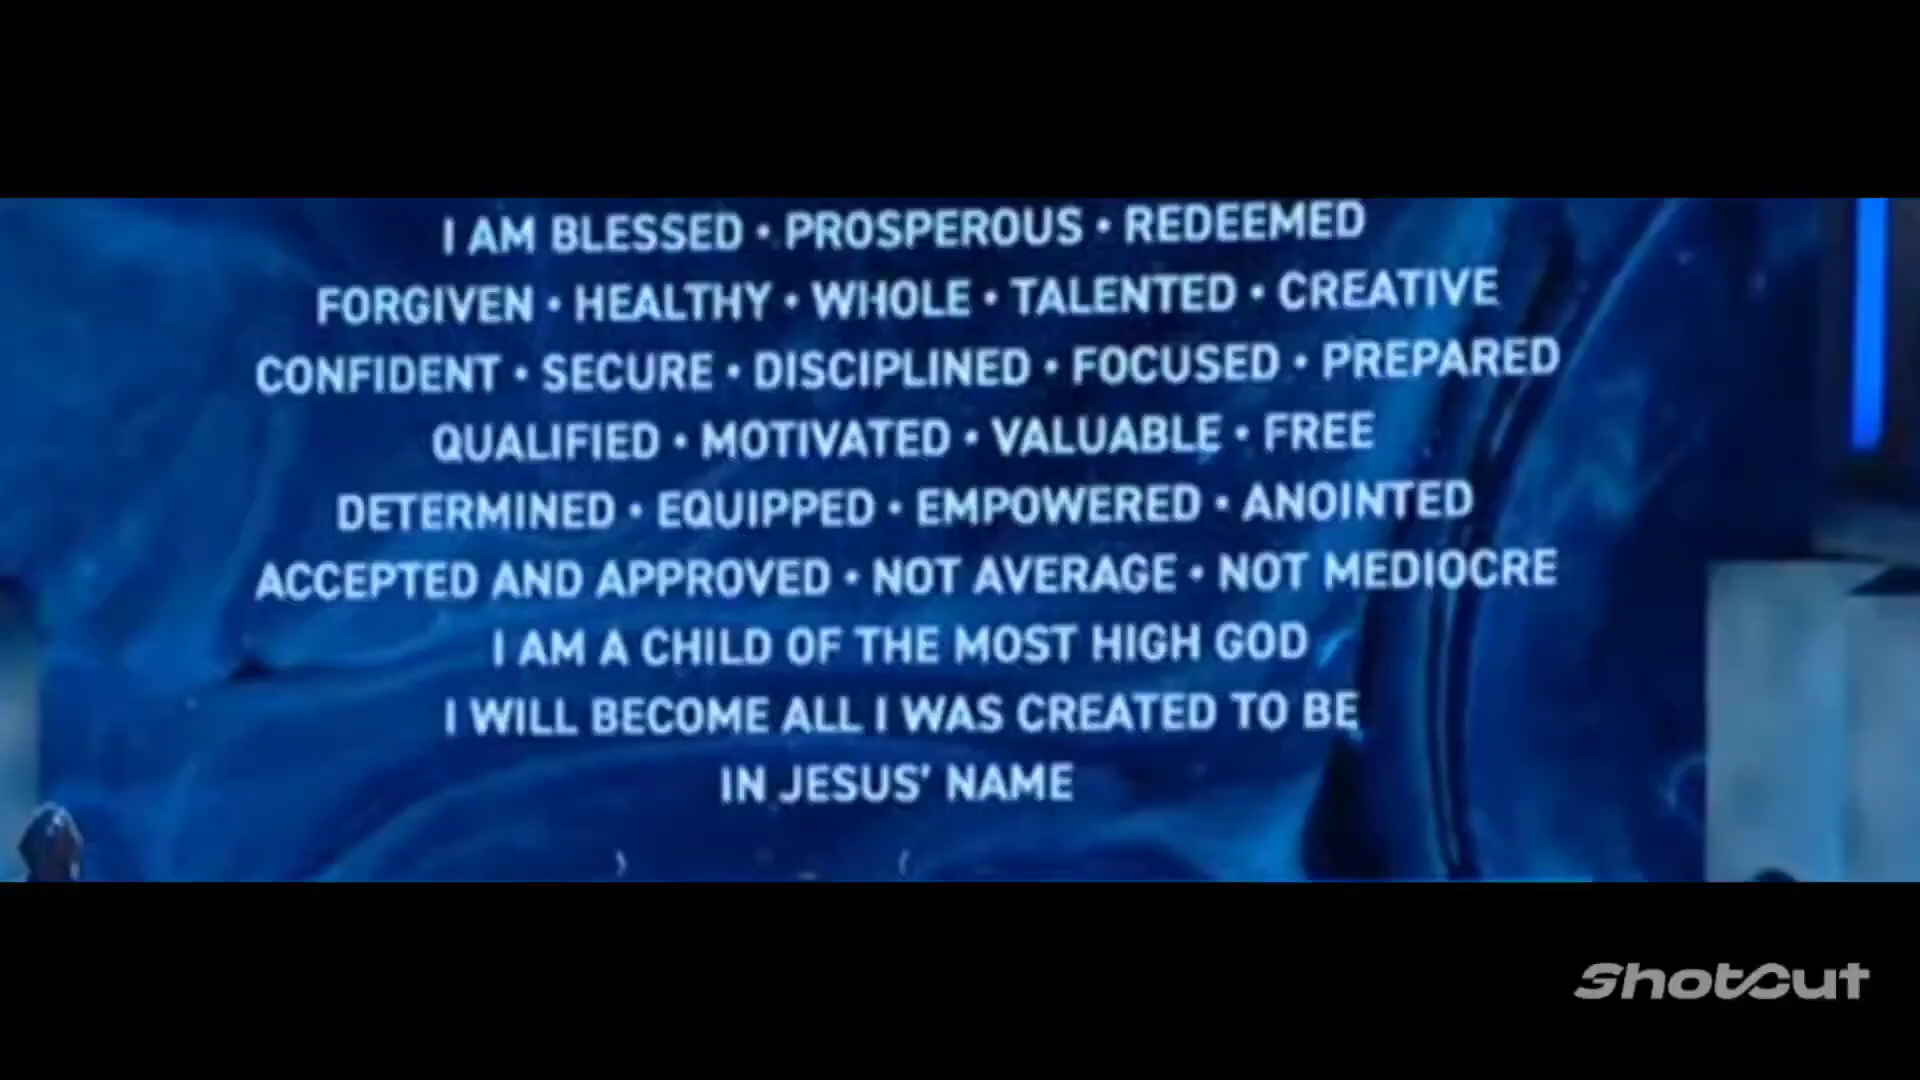 I AM BLESSED • PROSPEROUS • REDEEMED
FORGIVEN • HEALTHY • WHOLE • TALENTED • CREATIVE
CONFIDENT • SECURE • DISCIPLINED • FOCUSED • PREPARED
QUALIFIED • MOTIVATED • VALUABLE • FREE
DETERMINED • EQUIPPED • EMPOWERED • ANOINTED
ACCEPTED AND APPROVED • NOT AVERAGE • NOT MEDIOCRE
I AM A CHILD OF THE MOST HIGH GOD
I WILL BECOME ALL I WAS CREATED TO BE
IN JESUS' NAME
ShotCut